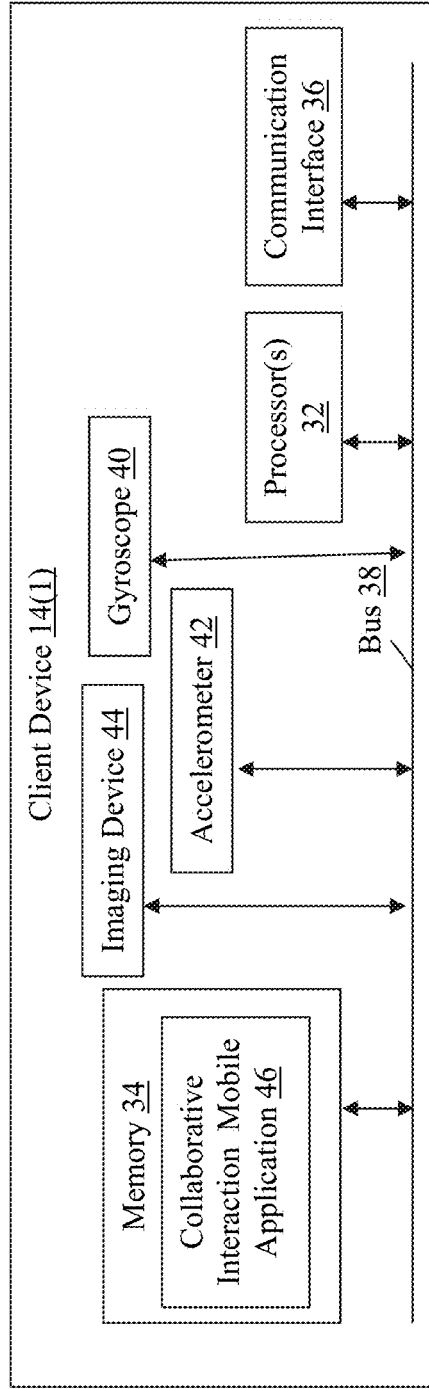 Client Device 14(1)
Memory 34
Collaborative
Interaction Mobile
Application 46
Imaging Device 44
Accelerometer 42
Gyroscope 40
Processor(s)
32
Communication
Interface 36
Bus 38